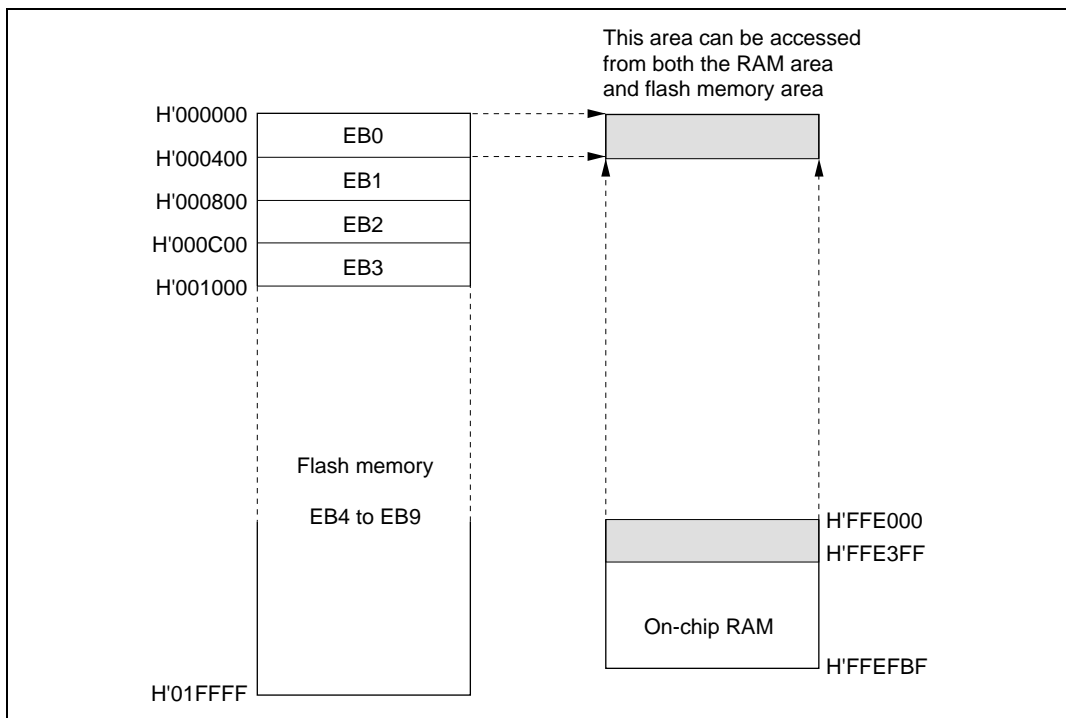 This area can be accessed
from both the RAM area
and flash memory area
H'000000
EB0
H'000400
EB1
H'000800
EB2
H'000C00
EB3
H'001000
Flash memory
EB4 to EB9
H'FFE000
H'FFE3FF
On-chip RAM
H'FFEFBF
H'01FFFF